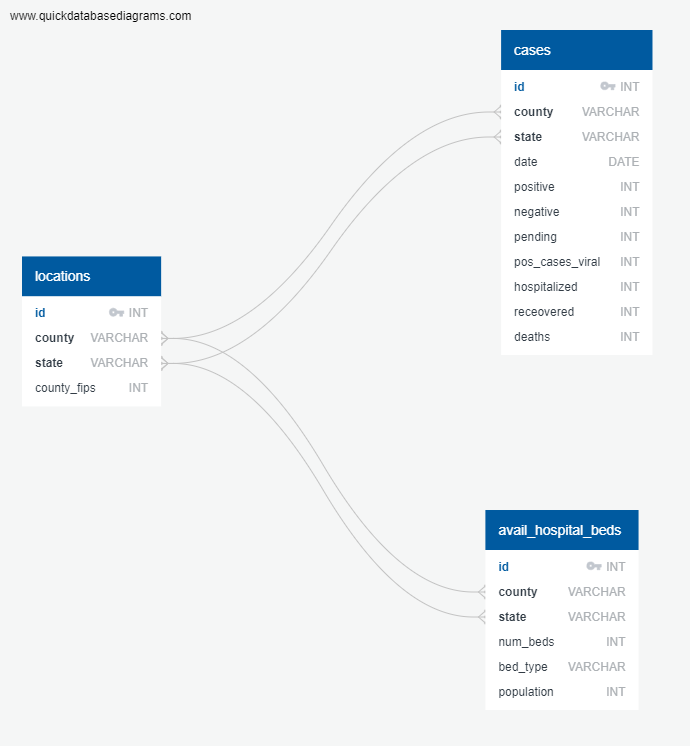 www.quickdatabasediagrams.com
cases
id INT
county VARCHAR
state VARCHAR
date DATE
positive INT
negative INT
pending INT
pos_cases_viral INT
hospitalized INT
receovered INT
deaths INT
locations
id INT
county VARCHAR
state VARCHAR
county_fips INT
avail_hospital_beds
id INT
county VARCHAR
state VARCHAR
num_beds INT
bed_type VARCHAR
population INT